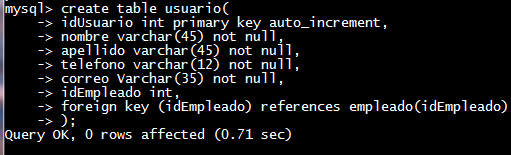 mysql> create table usuario(
    -> idUsuario int primary key auto_increment,
    -> nombre varchar(45) not null,
    -> apellido varchar(45) not null,
    -> telefono varchar(12) not null,
    -> correo Varchar(35) not null,
    -> idEmpleado int,
    -> foreign key (idEmpleado) references empleado(idEmpleado)
    -> );
Query OK, 0 rows affected (0.71 sec)